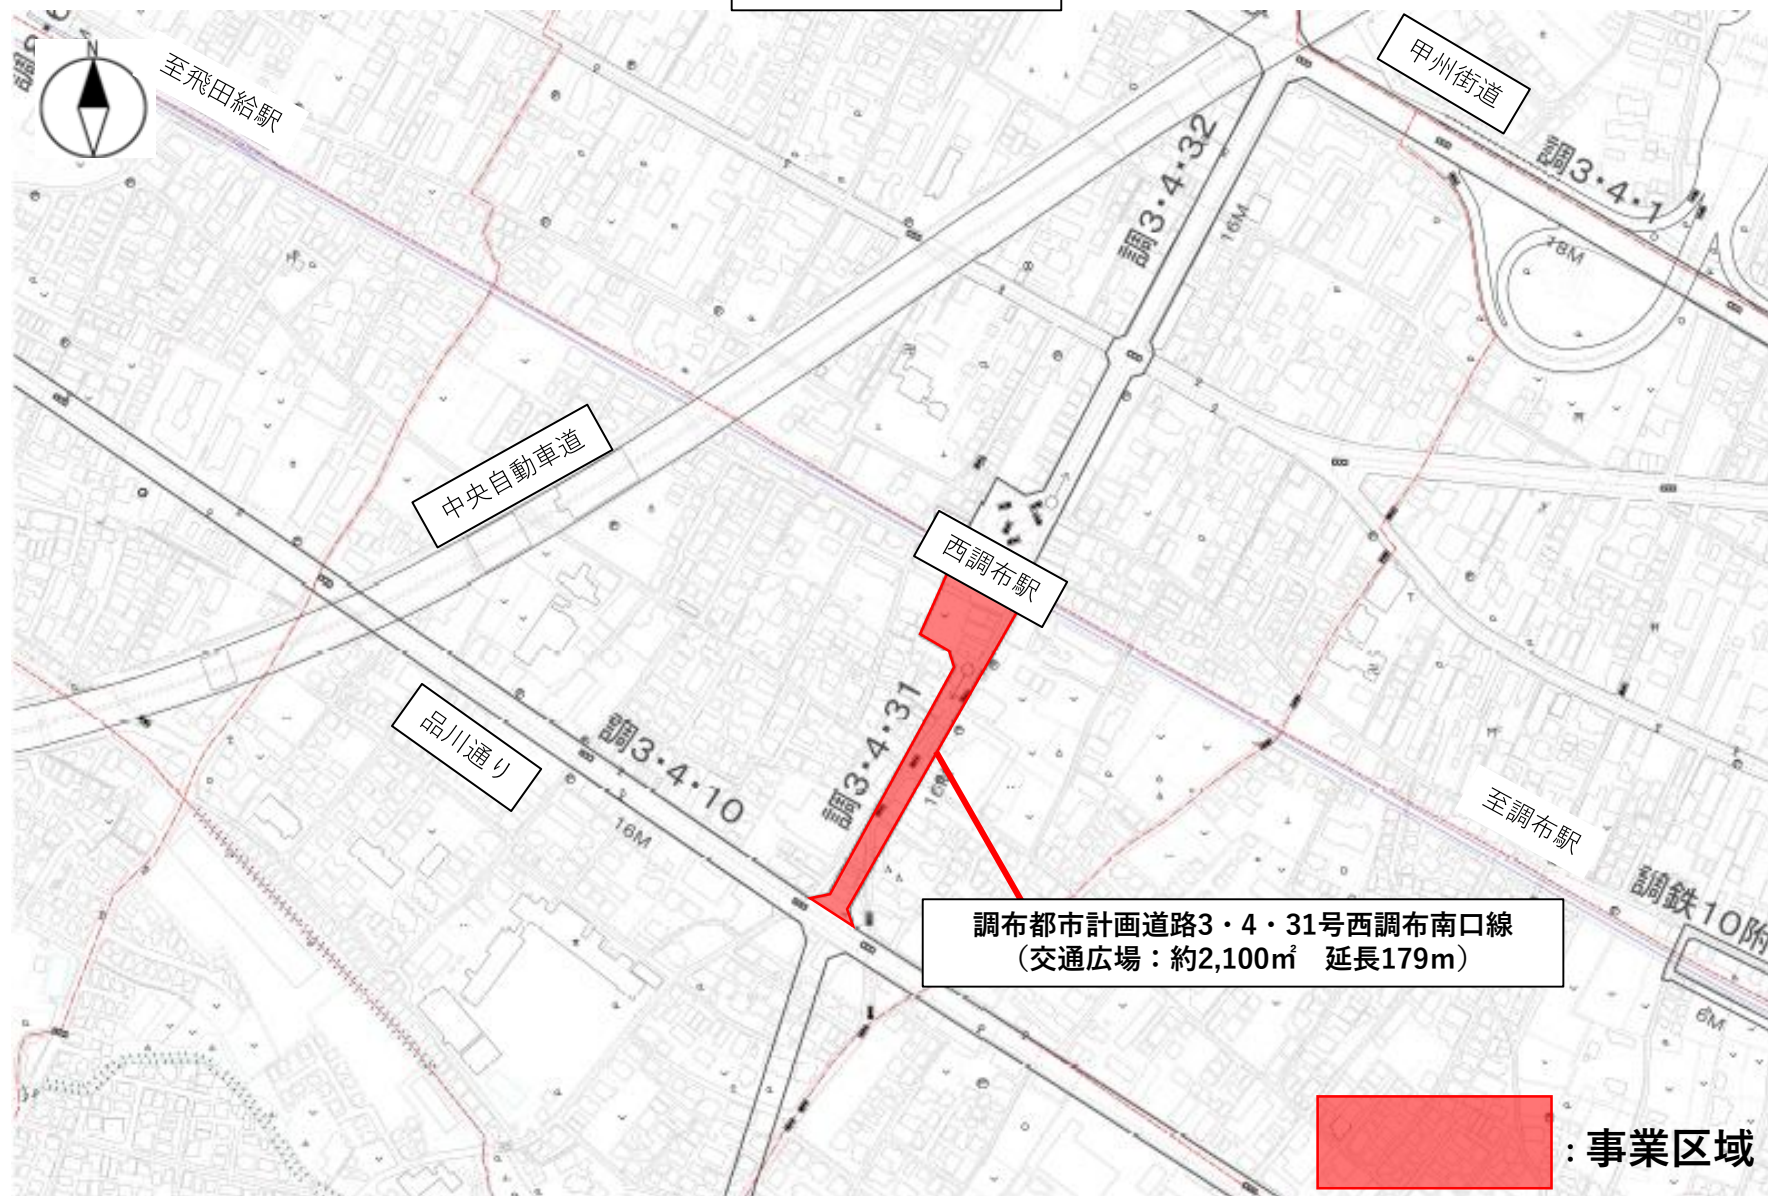 N
至飛田給駅
甲州街道
調3・4・1
18M
調3・4・32
16M
中央自動車道
西調布駅
品川通り
調3・4・10
16M
調3・4・31
16M
至調布駅
調鉄10附
6M
調布都市計画道路3・4・31号西調布南口線
（交通広場：約2,100㎡　延長179m）
：事業区域